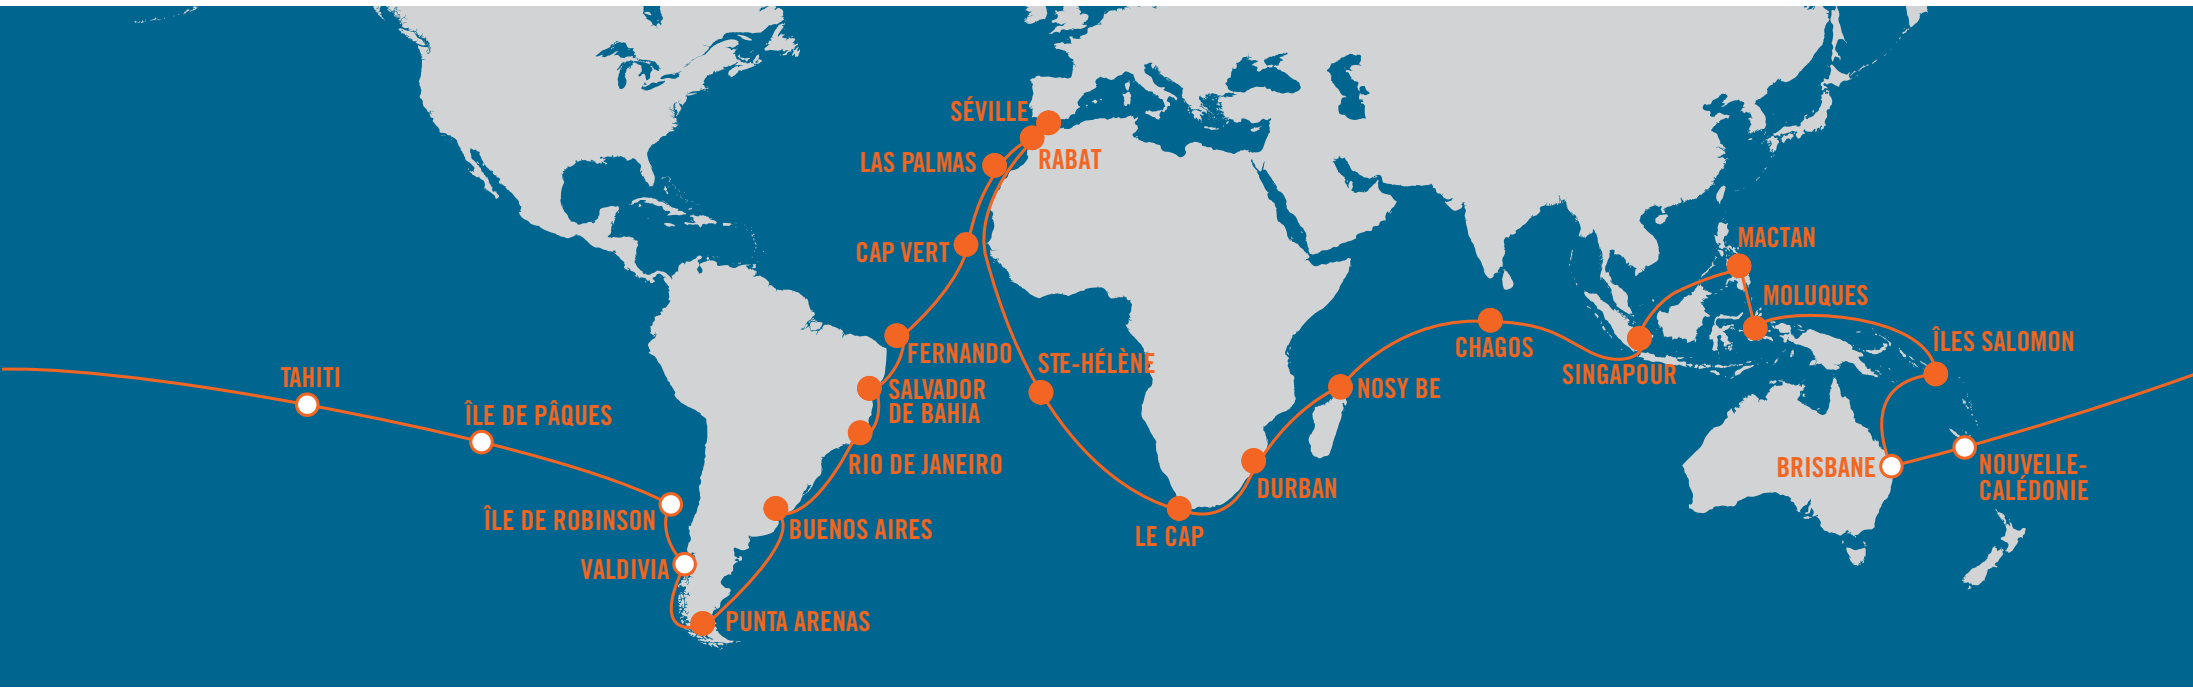 SÉVILLE
RABAT
LAS PALMAS
CAP VERT
FERNANDO
SALVADOR
DE BAHIA
RIO DE JANEIRO
BUENOS AIRES
PUNTA ARENAS
VALDIVIA
ÎLE DE ROBINSON
ÎLE DE PÂQUES
TAHITI
STE-HÉLÈNE
LE CAP
DURBAN
NOSY BE
CHAGOS
SINGAPOUR
MACTAN
MOLUQUES
ÎLES SALOMON
BRISBANE
NOUVELLE-
CALÉDONIE